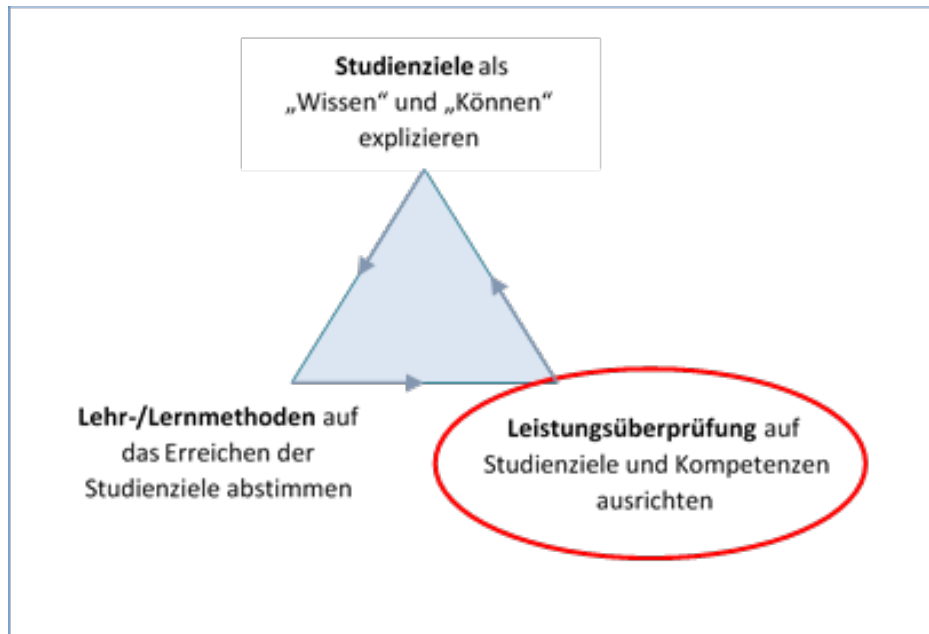 Studienziele als
„Wissen“ und „Können“
explizieren
Lehr-/Lernmethoden auf
das Erreichen der
Studienziele abstimmen
Leistungsüberprüfung auf
Studienziele und Kompetenzen
ausrichten